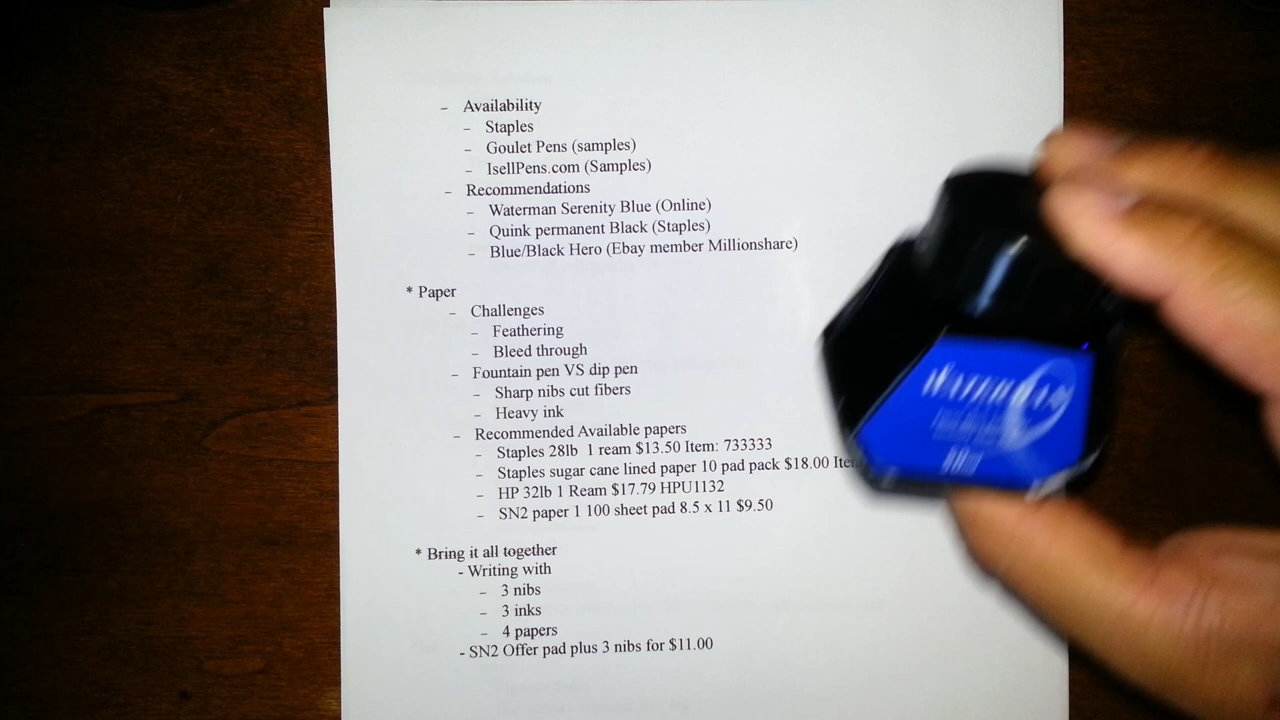 - Availability
- Staples
- Goulet Pens (samples)
- IsellPens.com (Samples)
- Recommendations
- Waterman Serenity Blue (Online)
- Quink permanent Black (Staples)
- Blue/Black Hero (Ebay member Millionshare)
* Paper
- Challenges
- Feathering
- Bleed through
- Fountain pen VS dip pen
- Sharp nibs cut fibers
- Heavy ink
- Recommended Available papers
- Staples 28lb 1 ream $13.50 Item: 733333
- Staples sugar cane lined paper 10 pad pack $18.00
- HP 32lb 1 Ream $17.79 HPU1132
- SN2 paper 1 100 sheet pad 8.5 x 11 $9.50
* Bring it all together
- Writing with
- 3 nibs
- 3 inks
- 4 papers
- SN2 Offer pad plus 3 nibs for $11.00
WATERMAN